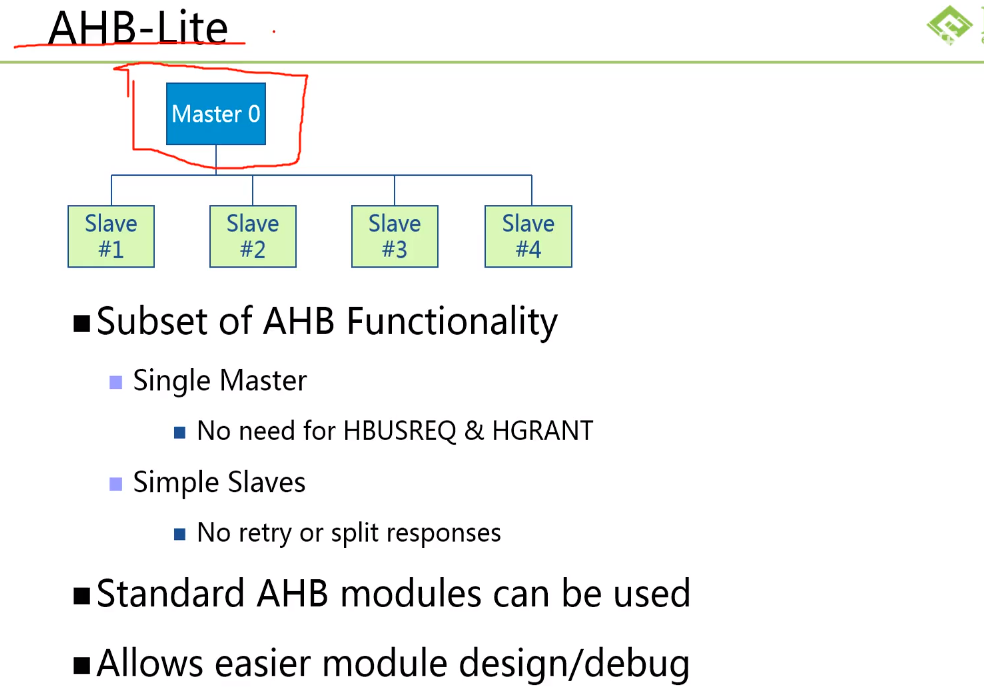 AHB-Lite
Master 0
Slave
#1
Slave
#2
Slave
#3
Slave
#4
Subset of AHB Functionality
Single Master
No need for HBUSREQ & HGRANT
Simple Slaves
No retry or split responses
Standard AHB modules can be used
Allows easier module design/debug